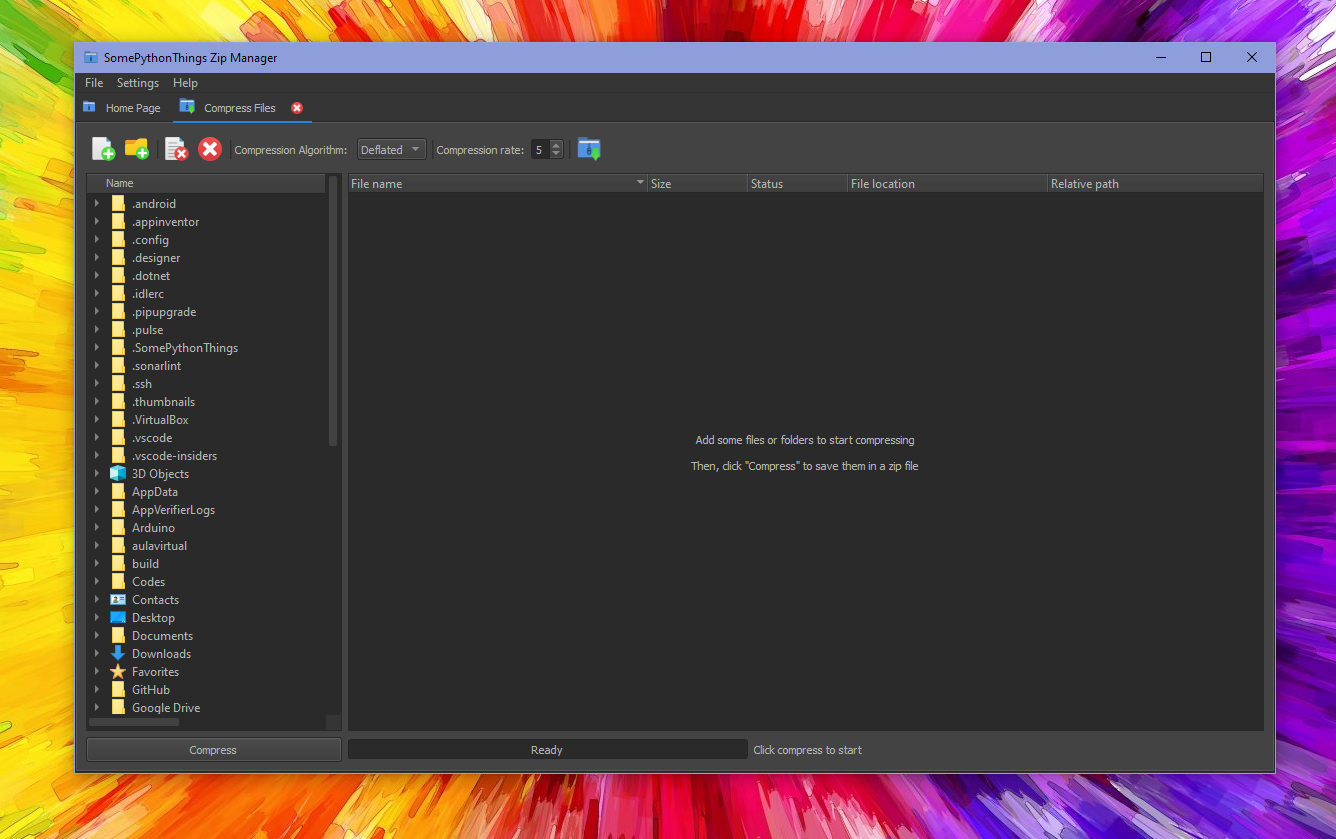 SomePythonThings Zip Manager
File Settings Help
Home Page Compress Files
Compression Algorithm: Deflated Compression rate: 5
Name
.android
.appinventor
.config
.designer
.dotnet
.idlerc
.pipupgrade
.pulse
.SomePythonThings
.sonarlint
.ssh
.thumbnails
.VirtualBox
.vscode
.vscode-insiders
3D Objects
AppData
AppVerifierLogs
Arduino
aulavirtual
build
Codes
Contacts
Desktop
Documents
Downloads
Favorites
GitHub
Google Drive
File name Size Status File location Relative path
Add some files or folders to start compressing
Then, click "Compress" to save them in a zip file
Compress Ready Click compress to start